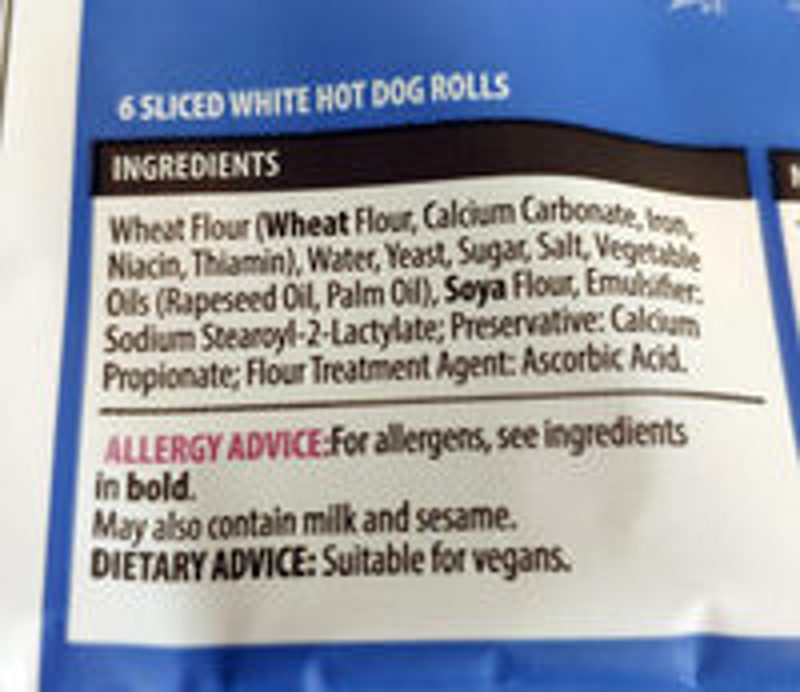 6 SLICED WHITE HOT DOG ROLLS
INGREDIENTS
Wheat Flour (Wheat Flour, Calcium Carbonate, Iron,
Niacin, Thiamin), Water, Yeast, Sugar, Salt, Vegetable
Oils (Rapeseed Oil, Palm Oil), Soya Flour, Emulsifier:
Sodium Stearoyl-2-Lactylate; Preservative: Calcium
Propionate; Flour Treatment Agent: Ascorbic Acid.
ALLERGY ADVICE:For allergens, see ingredients
in bold.
May also contain milk and sesame.
DIETARY ADVICE: Suitable for vegans.